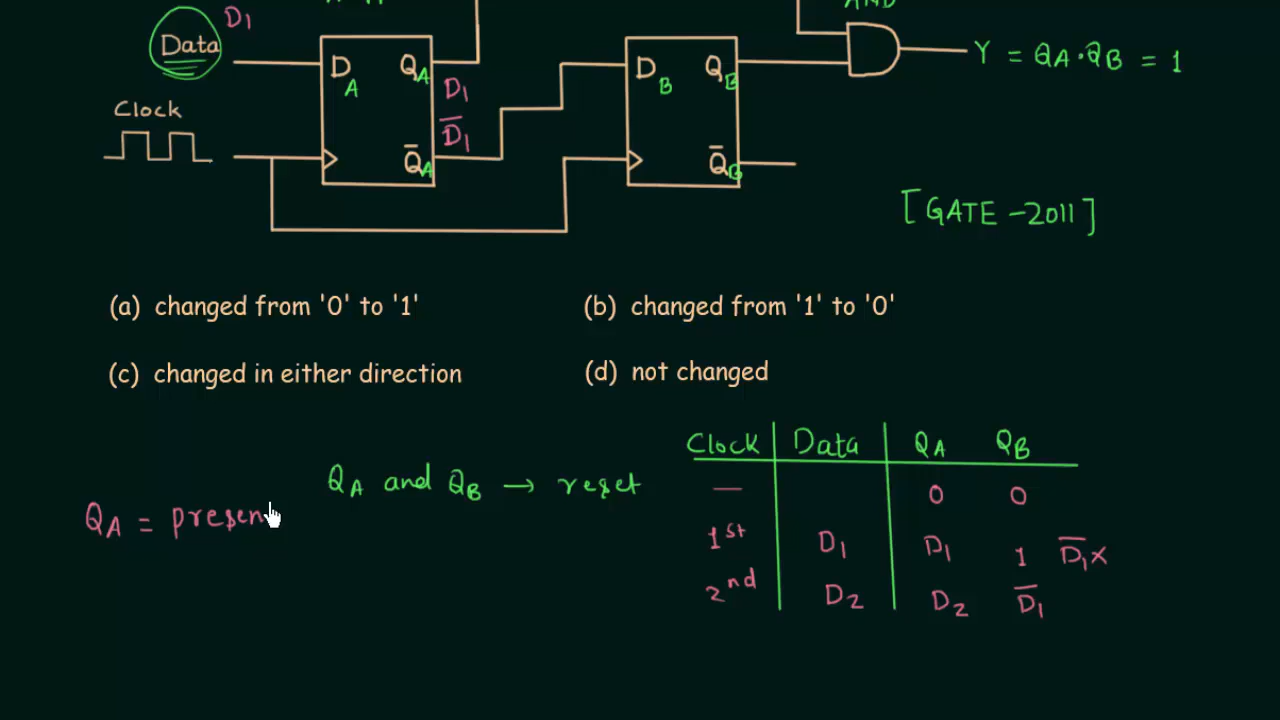 AND
Data D1
D A QA
D1
D̅1
Q̅A
D B QB
Q̅B
Y = QA·QB = 1
Clock
[GATE -2011]
(a) changed from '0' to '1'
(b) changed from '1' to '0'
(c) changed in either direction
(d) not changed
QA and QB → reset
QA = presen
Clock Data QA QB
— 0 0
1st D1 D1 1 D̅1×
2nd D2 D2 D̅1